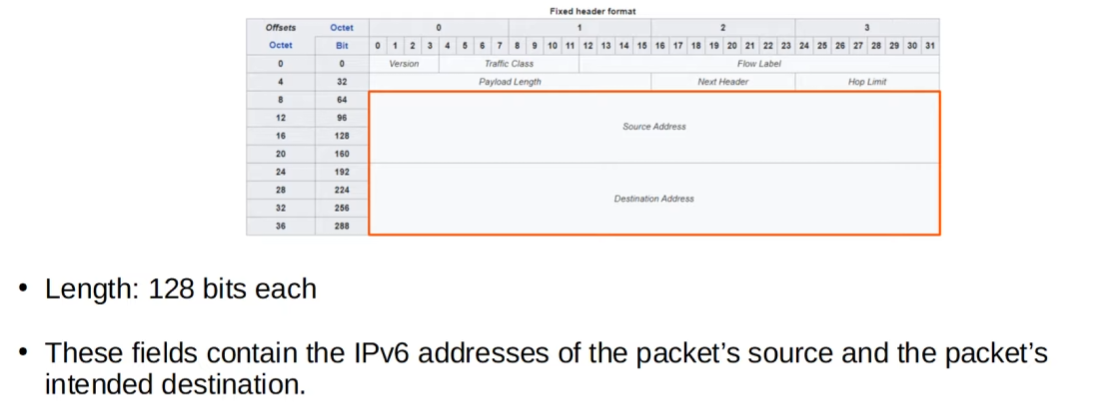 Fixed header format
Offsets Octet 0 1 2 3
Octet Bit 0 1 2 3 4 5 6 7 8 9 10 11 12 13 14 15 16 17 18 19 20 21 22 23 24 25 26 27 28 29 30 31
0 0 Version Traffic Class Flow Label
4 32 Payload Length Next Header Hop Limit
8 64
12 96
Source Address
16 128
20 160
24 192
28 224
Destination Address
32 256
36 288
• Length: 128 bits each
• These fields contain the IPv6 addresses of the packet’s source and the packet’s
intended destination.